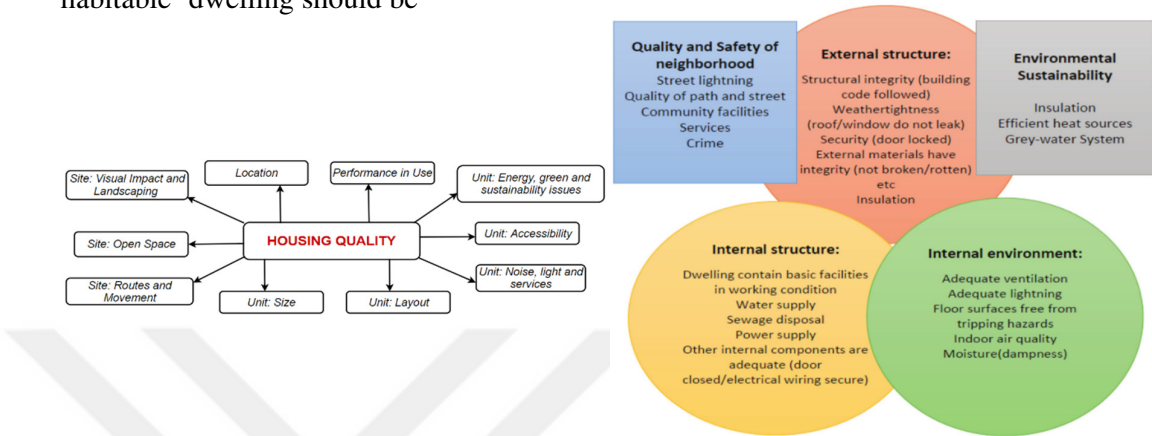 habitable' dwelling should be
Site: Visual Impact and
Landscaping
Location
Performance in Use
Unit: Energy, green and
sustainability issues
Site: Open Space
HOUSING QUALITY
Unit: Accessibility
Site: Routes and
Movement
Unit: Size
Unit: Layout
Unit: Noise, light and
services
Quality and Safety of
neighborhood
Street lightning
Quality of path and street
Community facilities
Services
Crime
External structure:
Structural integrity (building
code followed)
Weathertightness
(roof/window do not leak)
Security (door locked)
External materials have
integrity (not broken/rotten)
etc
Insulation
Environmental
Sustainability
Insulation
Efficient heat sources
Grey-water System
Internal structure:
Dwelling contain basic facilities
in working condition
Water supply
Sewage disposal
Power supply
Other internal components are
adequate (door
closed/electrical wiring secure)
Internal environment:
Adequate ventilation
Adequate lightning
Floor surfaces free from
tripping hazards
Indoor air quality
Moisture(dampness)